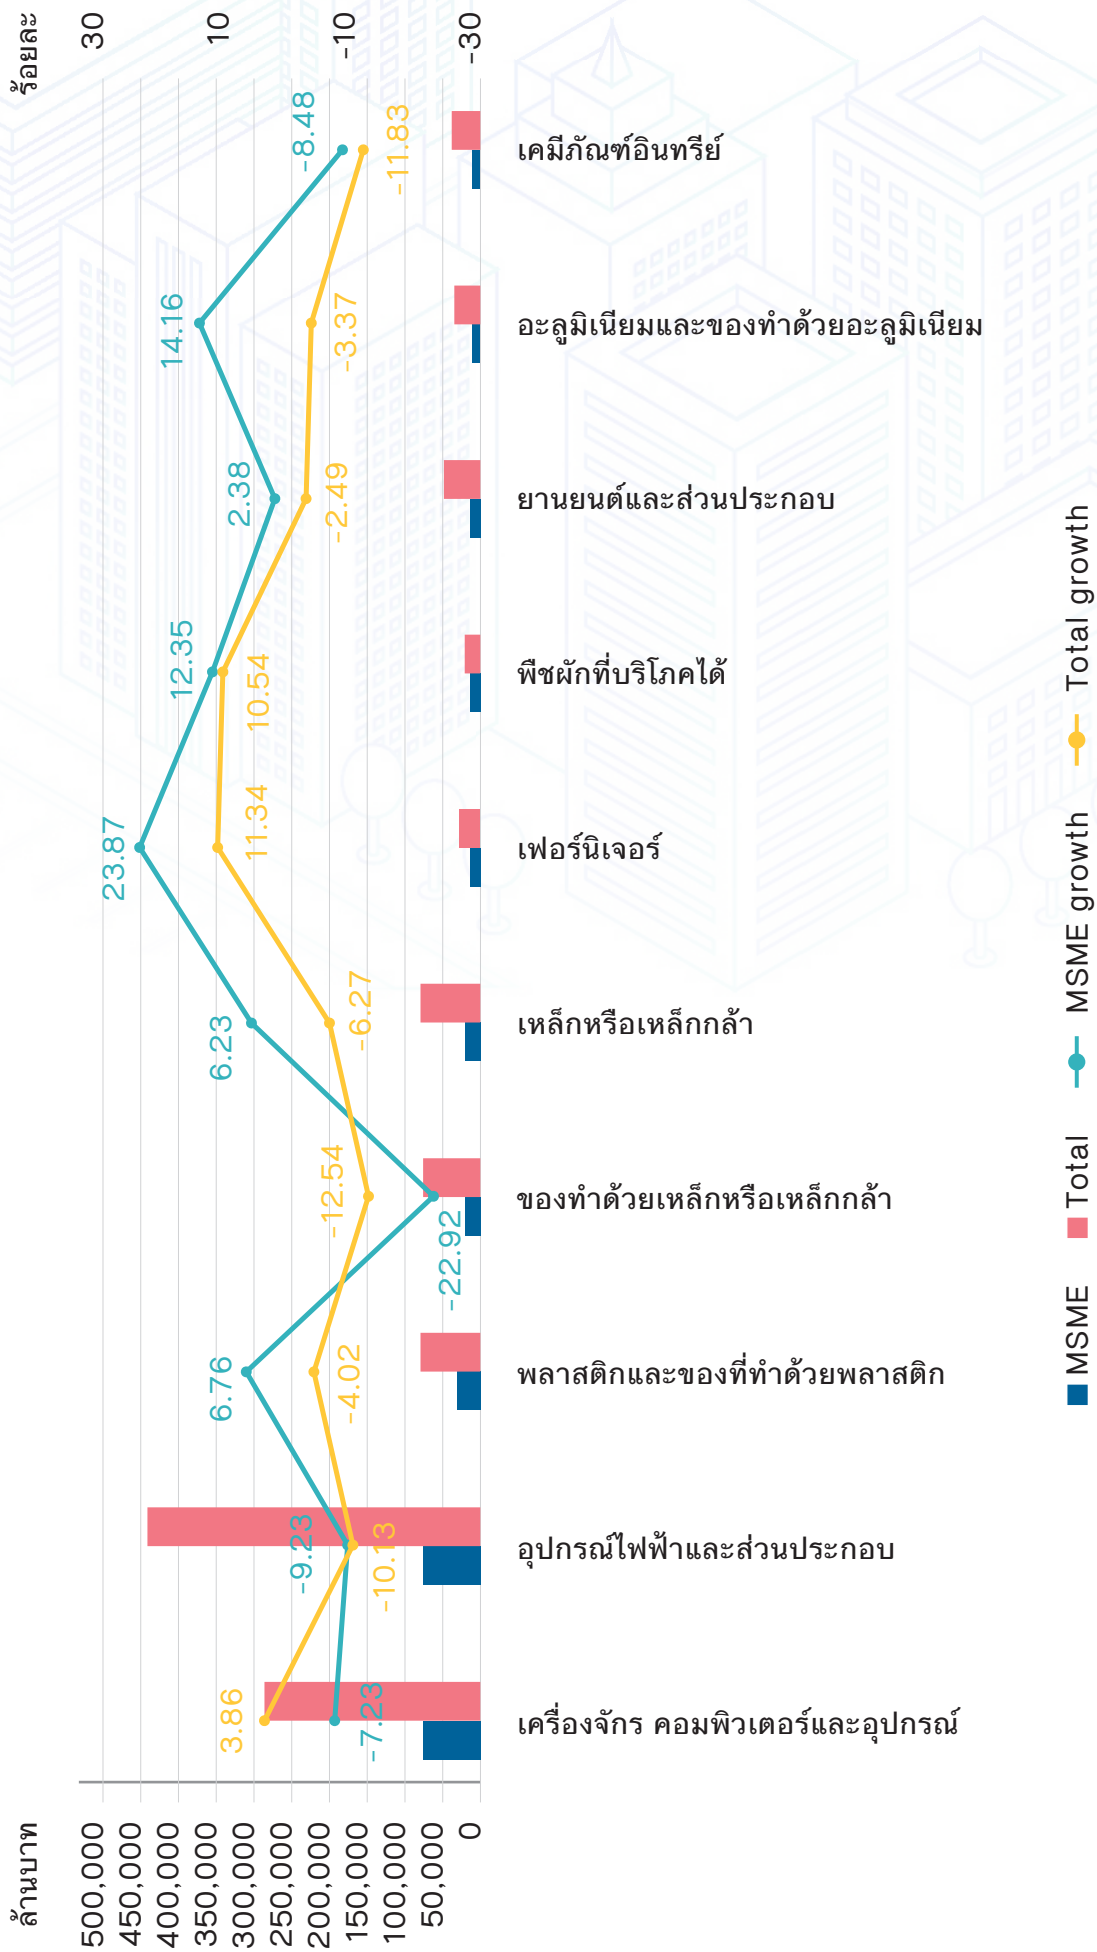 ล้านบาท
ร้อยละ
500,000
450,000
400,000
350,000
300,000
250,000
200,000
150,000
100,000
50,000
0
30
10
-10
-30
3.86
-7.23
-9.23
-10.13
6.76
-4.02
-12.54
-22.92
6.23
-6.27
23.87
11.34
12.35
10.54
2.38
-2.49
14.16
-3.37
-8.48
-11.83
เครื่องจักร คอมพิวเตอร์และอุปกรณ์
อุปกรณ์ไฟฟ้าและส่วนประกอบ
พลาสติกและของที่ทำด้วยพลาสติก
ของทำด้วยเหล็กหรือเหล็กกล้า
เหล็กหรือเหล็กกล้า
เฟอร์นิเจอร์
พืชผักที่บริโภคได้
ยานยนต์และส่วนประกอบ
อะลูมิเนียมและของทำด้วยอะลูมิเนียม
เคมีภัณฑ์อินทรีย์
MSME
Total
MSME growth
Total growth